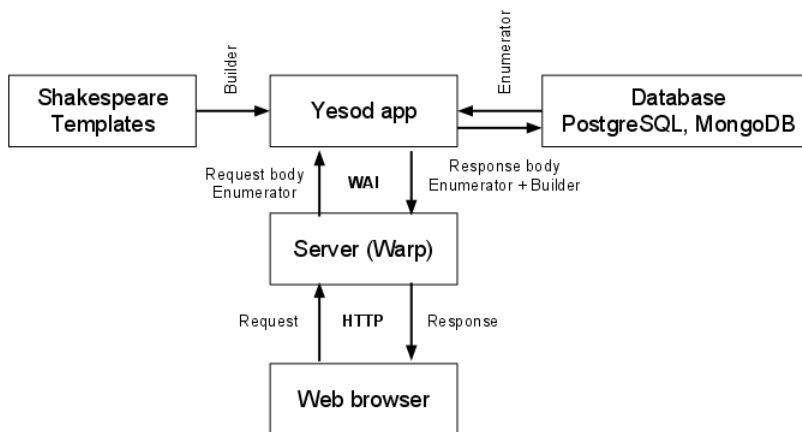 Builder
Enumerator
Shakespeare
Templates
Yesod app
Database
PostgreSQL, MongoDB
Request body
Enumerator
WAI
Response body
Enumerator + Builder
Server (Warp)
Request
HTTP
Response
Web browser